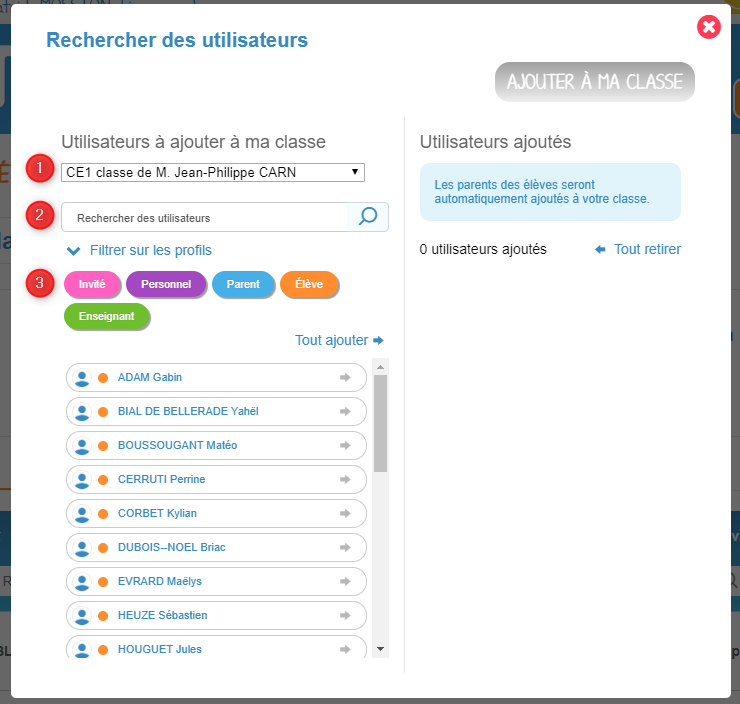 Rechercher des utilisateurs
AJOUTER À MA CLASSE
Utilisateurs à ajouter à ma classe
1
CE1 classe de M. Jean-Philippe CARN
2
Rechercher des utilisateurs
Filtrer sur les profils
3
Invité
Personnel
Parent
Élève
Enseignant
Tout ajouter
ADAM Gabin
BIAL DE BELLERADE Yahël
BOUSSOUGANT Matéo
CERRUTI Perrine
CORBET Kylian
DUBOIS--NOEL Briac
EVRARD Maëlys
HEUZE Sébastien
HOUGUET Jules
Utilisateurs ajoutés
Les parents des élèves seront
automatiquement ajoutés à votre classe.
0 utilisateurs ajoutés
Tout retirer